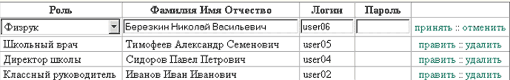 Роль Фамилия Имя Отчество Логин Пароль
Физрук Березкин Николай Васильевич user06 принять :: отменить
Школьный врач Тимофеев Александр Семенович user05 править :: удалить
Директор школы Сидоров Павел Петрович user04 править :: удалить
Классный руководитель Иванов Иван Иванович user02 править :: удалить